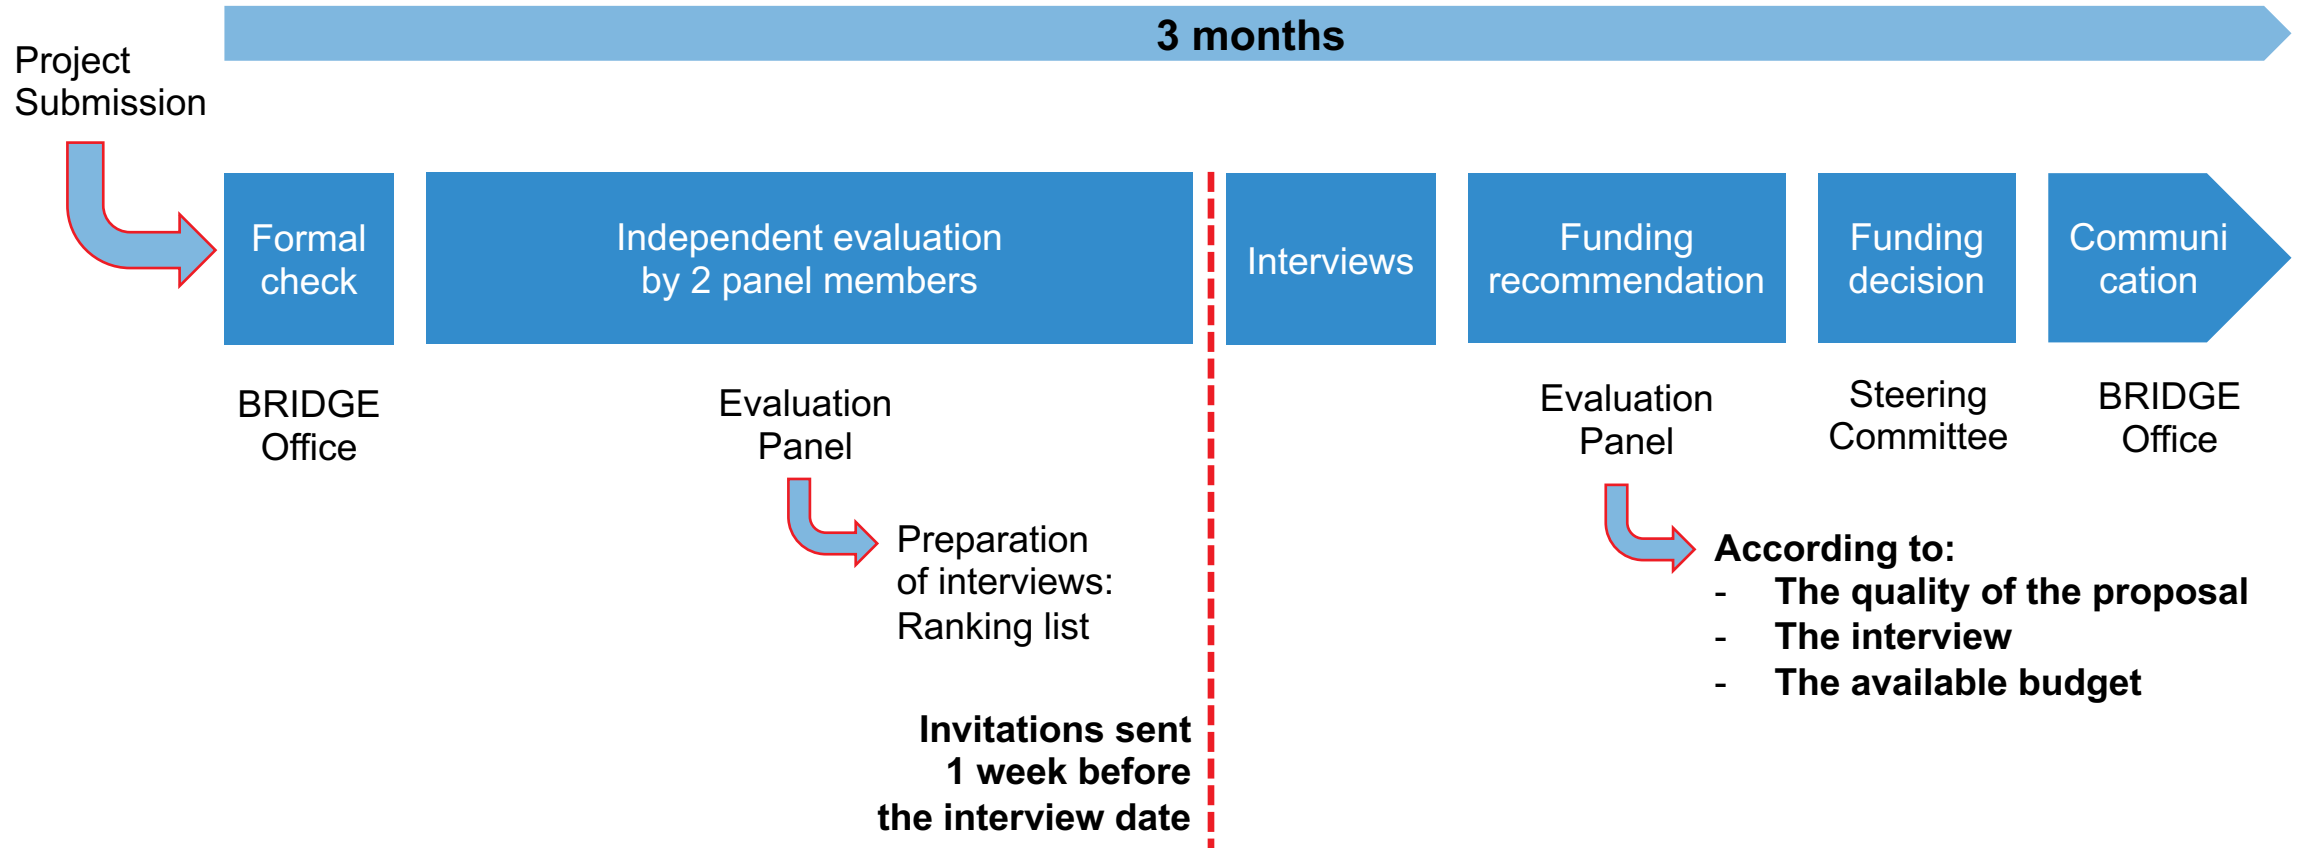 3 months
Project
Submission
Formal
check
Independent evaluation
by 2 panel members
Interviews
Funding
recommendation
Funding
decision
Communi
cation
BRIDGE
Office
Evaluation
Panel
Evaluation
Panel
Steering
Committee
BRIDGE
Office
Preparation
of interviews:
Ranking list
According to:
- The quality of the proposal
- The interview
- The available budget
Invitations sent
1 week before
the interview date